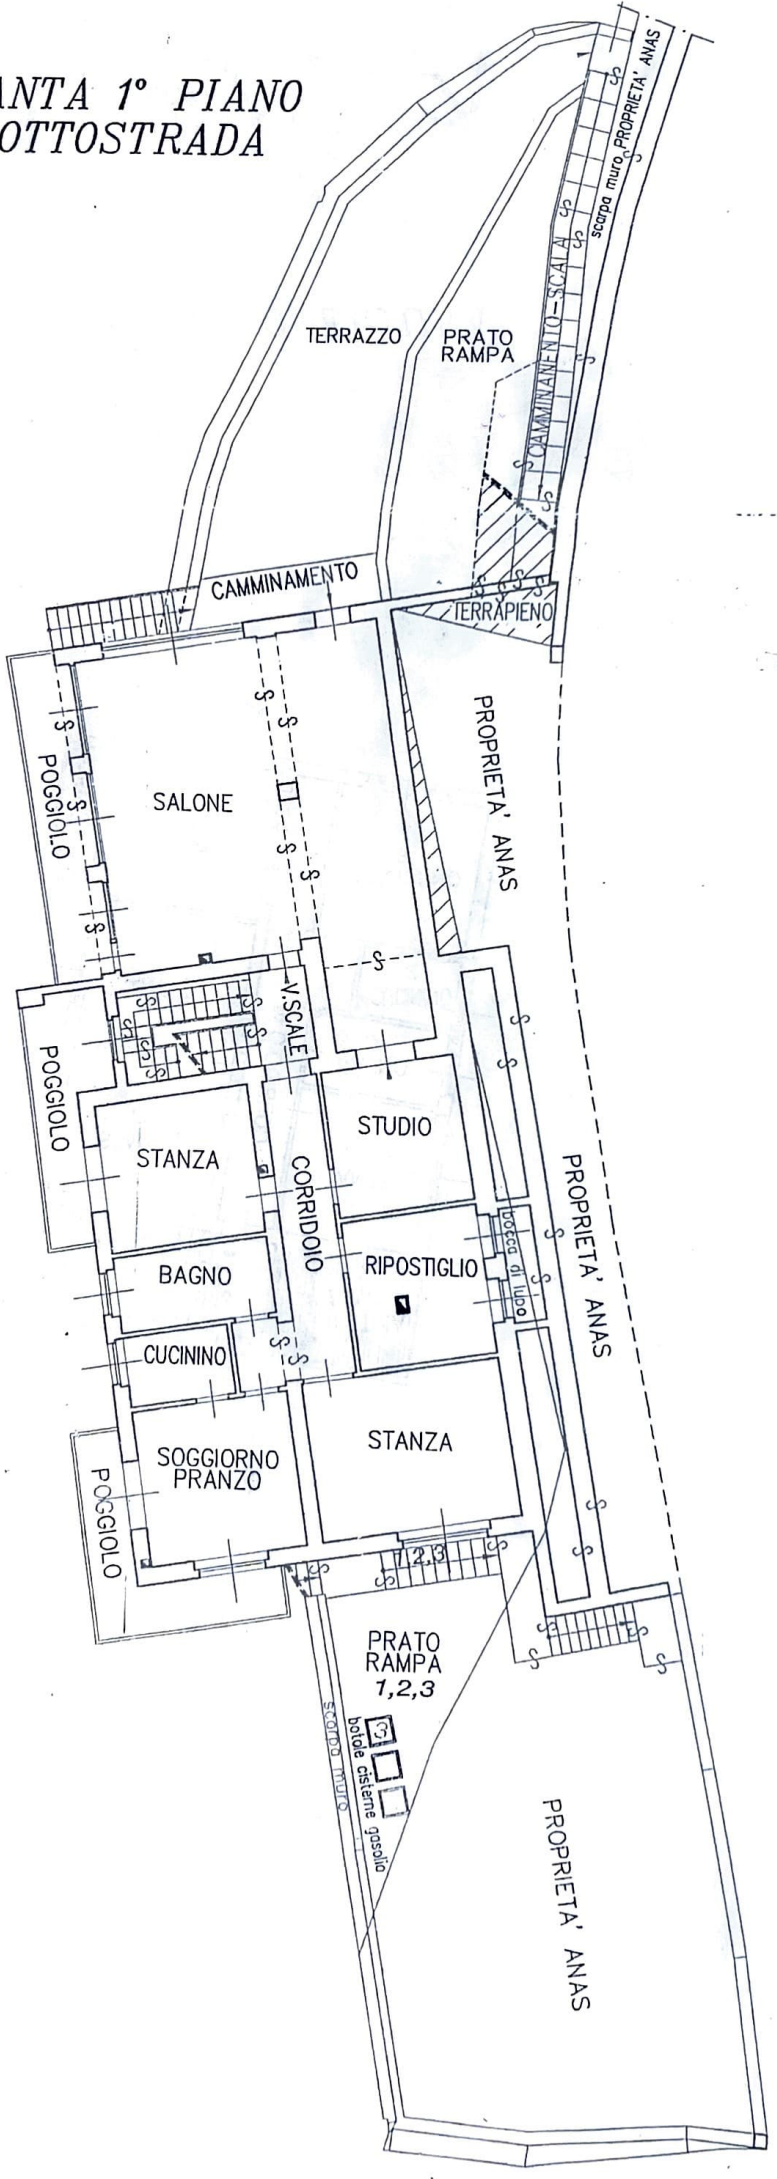 ANTA 1° PIANO
OTTOSTRADA
scarpa muro PROPRIETA' ANAS
CAMMINANENTO-SCALA
TERRAZZO
PRATO
RAMPA
CAMMINAMENTO
TERRAPIENO
PROPRIETA' ANAS
POGGIOLO
SALONE
V.SCALE
POGGIOLO
STUDIO
STANZA
CORRIDOIO
PROPRIETA' ANAS
bocca di lupo
RIPOSTIGLIO
BAGNO
CUCININO
STANZA
SOGGIORNO
PRANZO
POGGIOLO
1,2,3
PRATO
RAMPA
1,2,3
scarpa muro
botole cisterne gasolio
PROPRIETA' ANAS